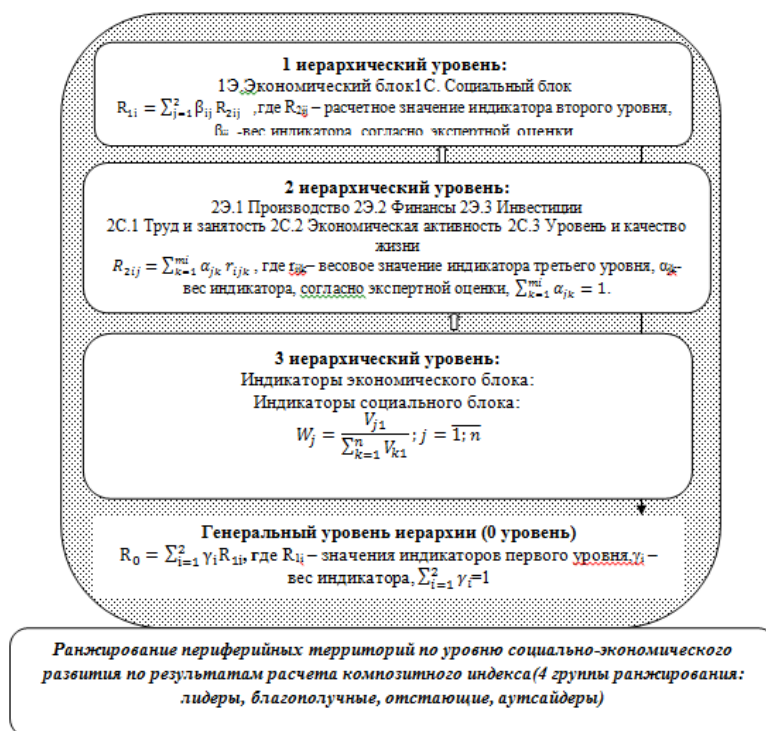 1 иерархический уровень:
1Э.Экономический блок1С. Социальный блок
R₁ᵢ = ∑²ⱼ₌₁ βᵢⱼ R₂ᵢⱼ ,где R₂ᵢⱼ – расчетное значение индикатора второго уровня,
βᵢⱼ -вес индикатора, согласно экспертной оценки
2 иерархический уровень:
2Э.1 Производство 2Э.2 Финансы 2Э.3 Инвестиции
2С.1 Труд и занятость 2С.2 Экономическая активность 2С.3 Уровень и качество
жизни
R₂ᵢⱼ = ∑ᵐⁱₖ₌₁ αⱼₖ rᵢⱼₖ , где rᵢⱼₖ– весовое значение индикатора третьего уровня, αⱼₖ-
вес индикатора, согласно экспертной оценки, ∑ᵐⁱₖ₌₁ αⱼₖ = 1.
3 иерархический уровень:
Индикаторы экономического блока:
Индикаторы социального блока:
Wⱼ = Vⱼ₁ / ∑ⁿₖ₌₁ Vₖ₁ ; j = 1; n
Генеральный уровень иерархии (0 уровень)
R₀ = ∑²ᵢ₌₁ γᵢR₁ᵢ, где R₁ᵢ – значения индикаторов первого уровня,γᵢ –
вес индикатора, ∑²ᵢ₌₁ γᵢ=1
Ранжирование периферийных территорий по уровню социально-экономического
развития по результатам расчета композитного индекса(4 группы ранжирования:
лидеры, благополучные, отстающие, аутсайдеры)